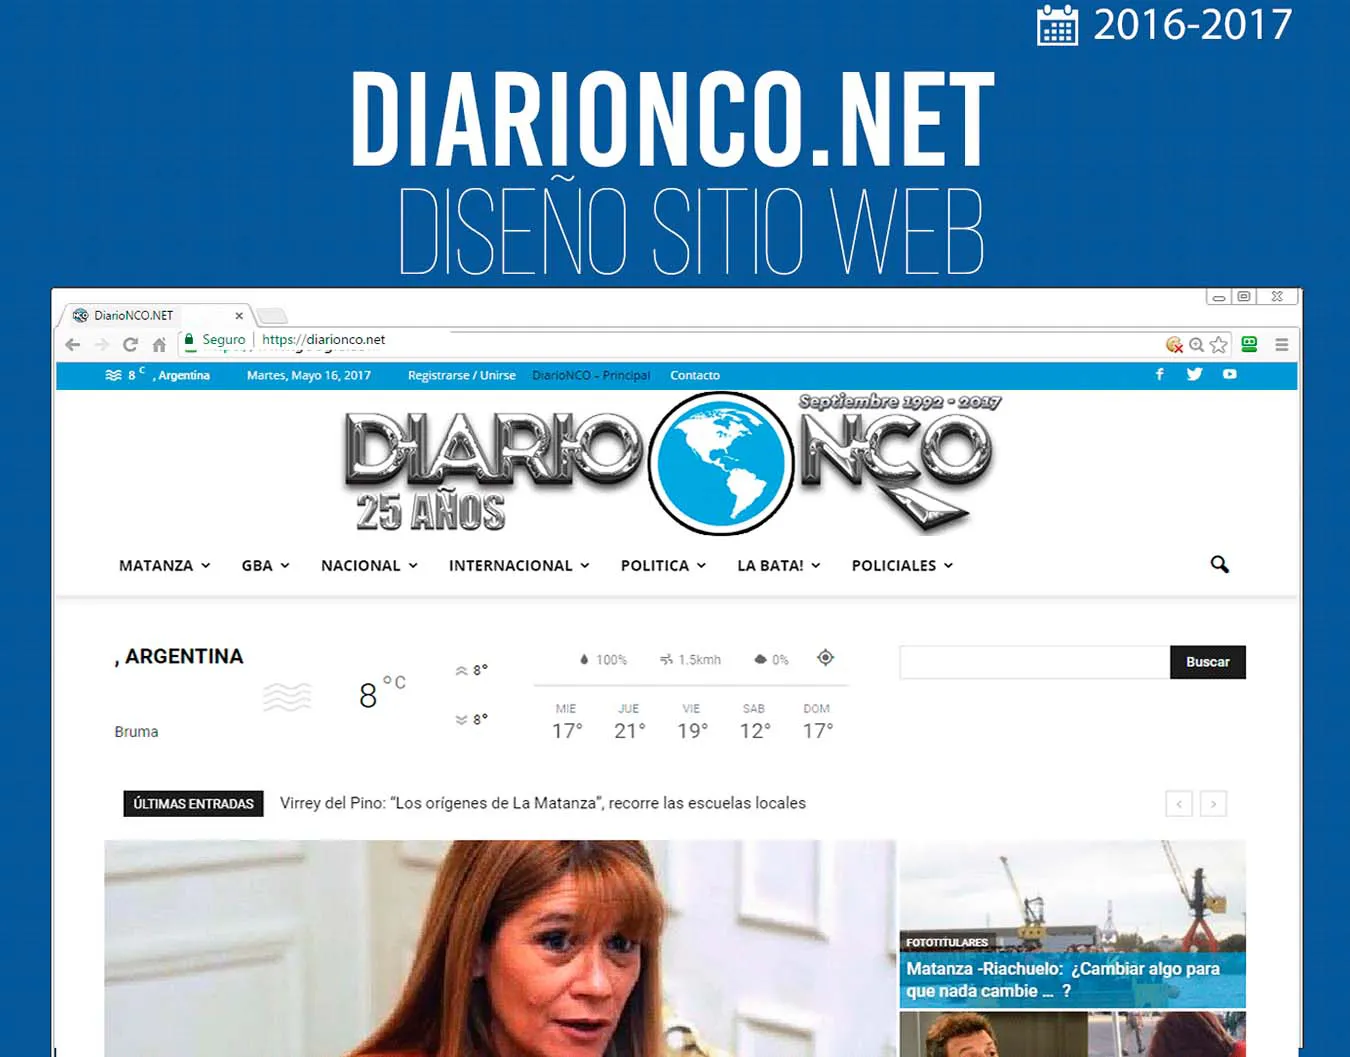 2016-2017
DIARIONCO.NET
DISEÑO SITIO WEB
DiarioNCO.NET
Seguro | https://diarionco.net
8 C , Argentina Martes, Mayo 16, 2017 Registrarse / Unirse DiarioNCO – Principal Contacto
Septiembre 1992 - 2017
DIARIO NCO
25 AÑOS
MATANZA GBA NACIONAL INTERNACIONAL POLITICA LA BATA! POLICIALES
, ARGENTINA
8 °C
8°
8°
Bruma
100% 1.5kmh 0%
MIE JUE VIE SAB DOM
17° 21° 19° 12° 17°
Buscar
ÚLTIMAS ENTRADAS Virrey del Pino: “Los orígenes de La Matanza”, recorre las escuelas locales
FOTOTITULARES
Matanza -Riachuelo: ¿Cambiar algo para
que nada cambie ... ?